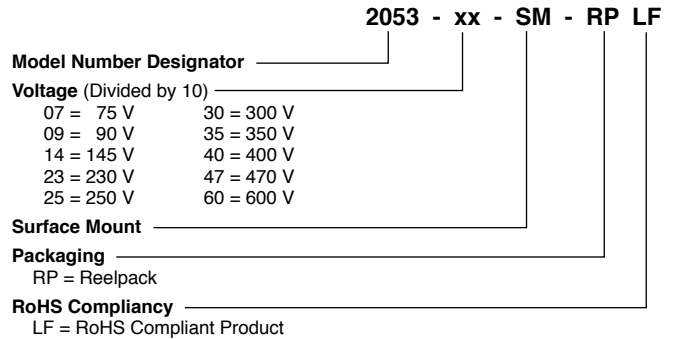 2053 - xx - SM - RP LF
Model Number Designator
Voltage (Divided by 10)
07 = 75 V 30 = 300 V
09 = 90 V 35 = 350 V
14 = 145 V 40 = 400 V
23 = 230 V 47 = 470 V
25 = 250 V 60 = 600 V
Surface Mount
Packaging
RP = Reelpack
RoHS Compliancy
LF = RoHS Compliant Product